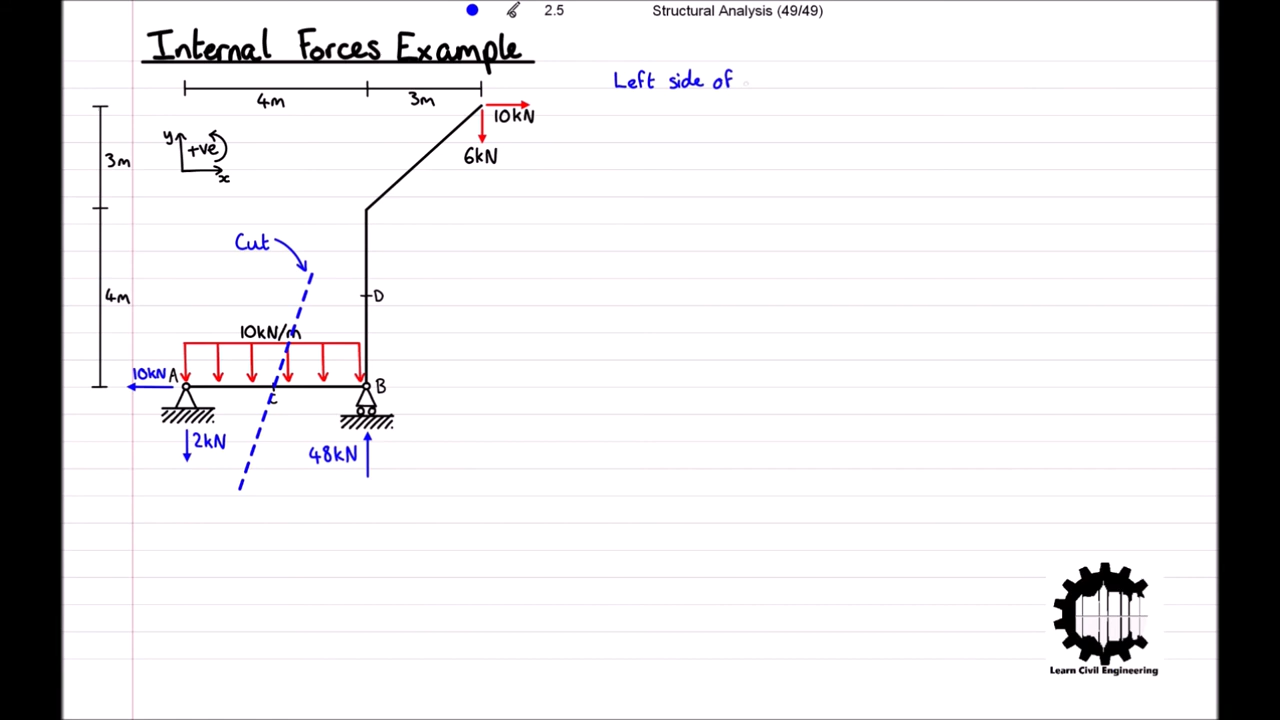 2.5 Structural Analysis (49/49)
Internal Forces Example
Left side of
4m 3m
10kN
6kN
y
+ve
x
3m
Cut
4m
D
10kN/m
10kN A
B
C
2kN
48kN
Learn Civil Engineering